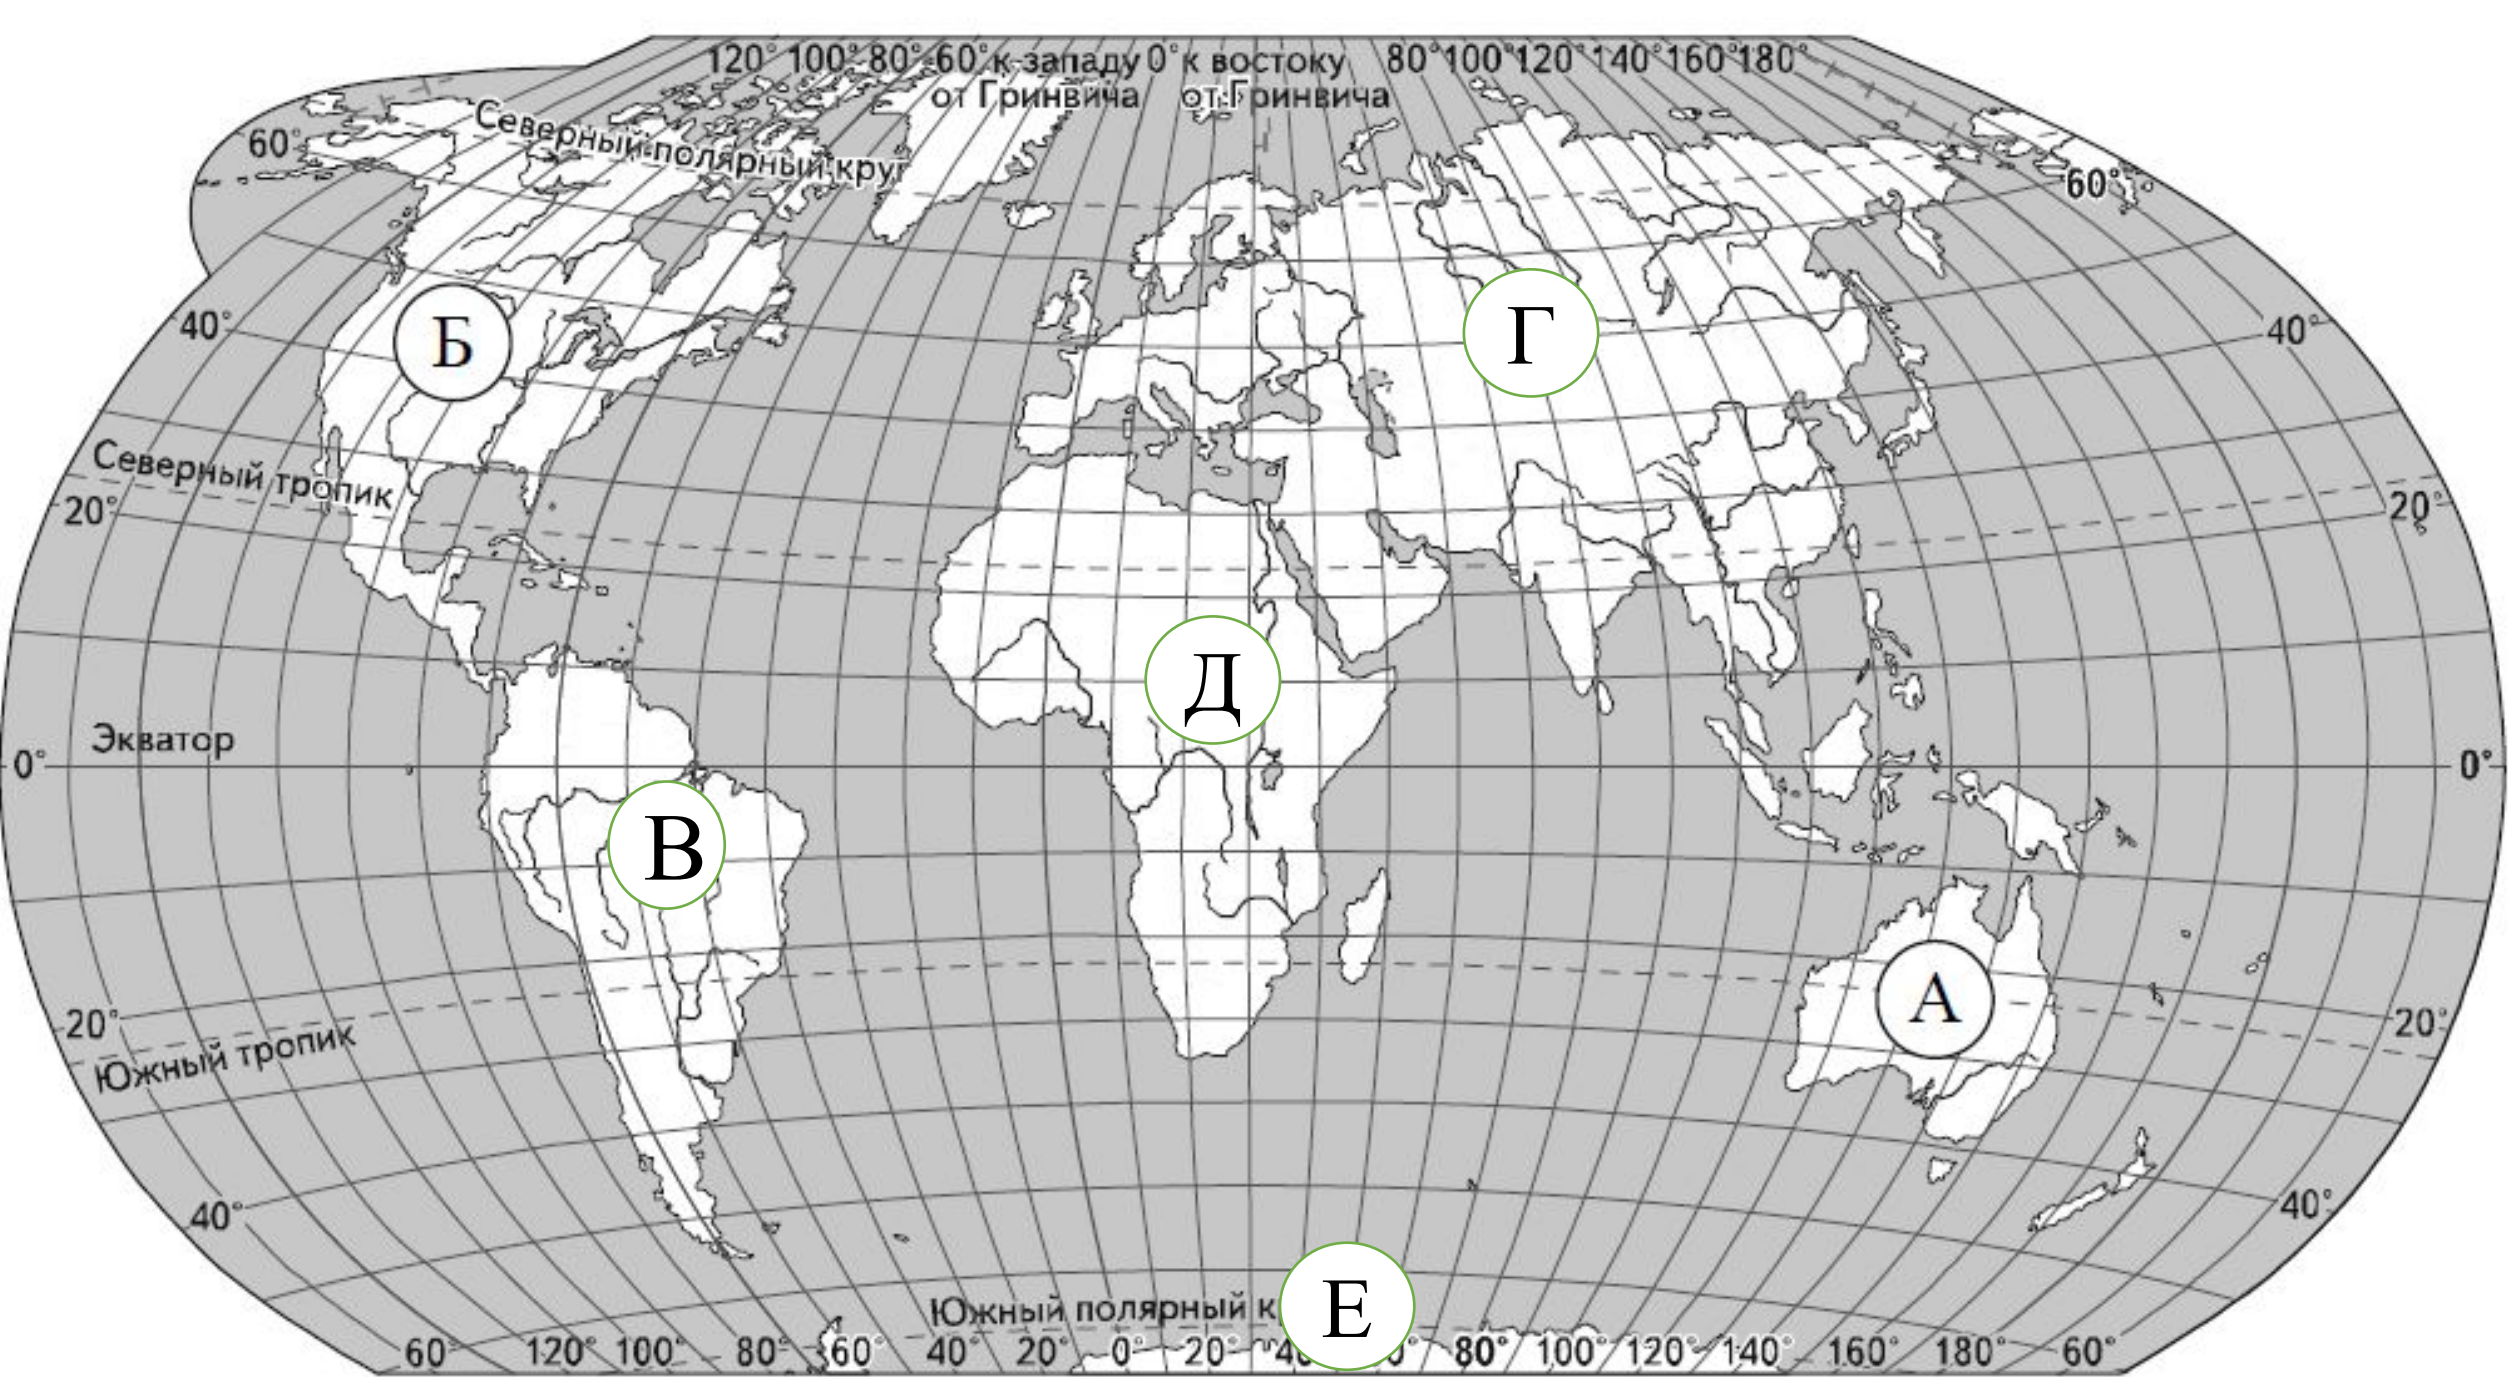 120° 100° 80° 60° к западу 0° к востоку 80° 100° 120° 140° 160° 180°
от Гринвича от Гринвича
Северный полярный круг
60° 60°
40° Б Г 40°
Северный тропик
20° 20°
Д
Экватор
0° 0°
В
А
20° 20°
Южный тропик
40° 40°
Южный полярный к Е
60° 120° 100° 80° 60° 40° 20° 0° 20° 40 0° 80° 100° 120° 140° 160° 180° 60°